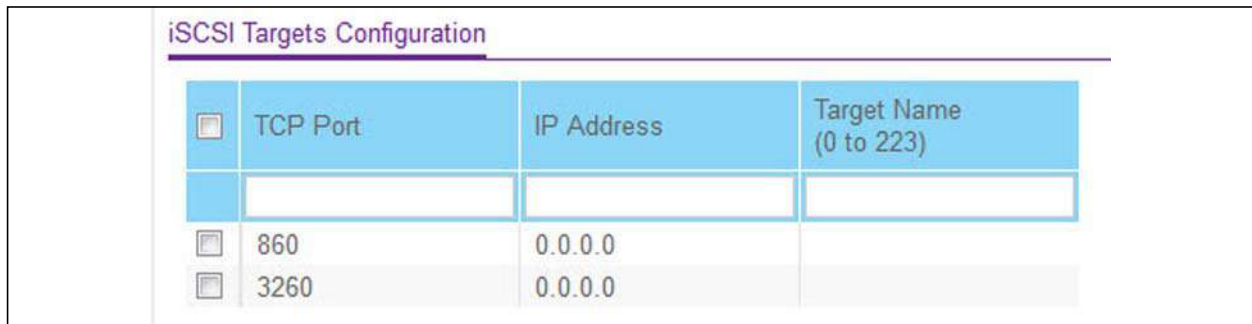 iSCSI Targets Configuration
TCP Port IP Address Target Name
(0 to 223)
860 0.0.0.0
3260 0.0.0.0